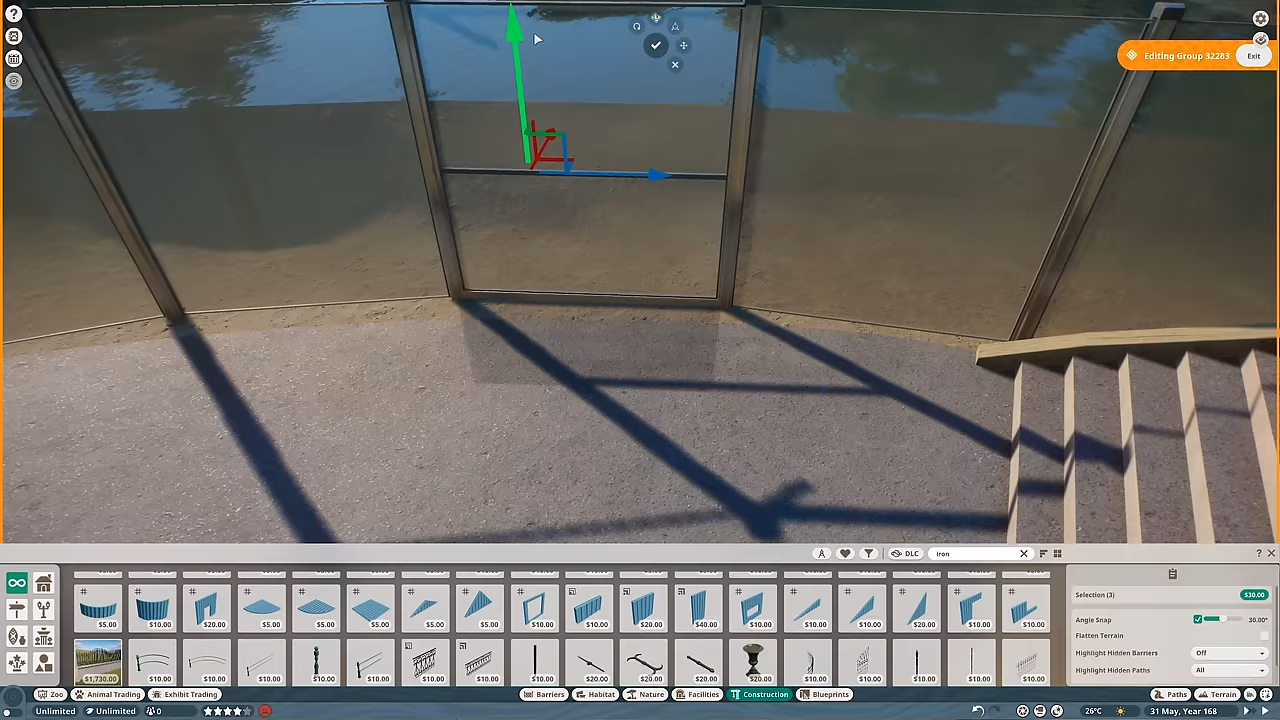 ?
Editing Group 32283 Exit
DLC iron ? 
$5.00 $10.00 $20.00 $5.00 $5.00 $5.00 $5.00 $5.00 $10.00 $10.00 $20.00 $40.00 $10.00 $10.00 $10.00 $20.00 $10.00 $10.00
Selection (3) $30.00
Angle Snap 30.00°
Flatten Terrain
Highlight Hidden Barriers Off
Highlight Hidden Paths All
$1,730.00 $10.00 $10.00 $10.00 $10.00 $10.00 $10.00 $10.00 $10.00 $10.00 $20.00 $10.00 $20.00 $10.00 $10.00 $10.00 $10.00 $10.00
Zoo Animal Trading Exhibit Trading Barriers Habitat Nature Facilities Construction Blueprints Paths Terrain
Unlimited Unlimited 0 26°C 31 May, Year 168